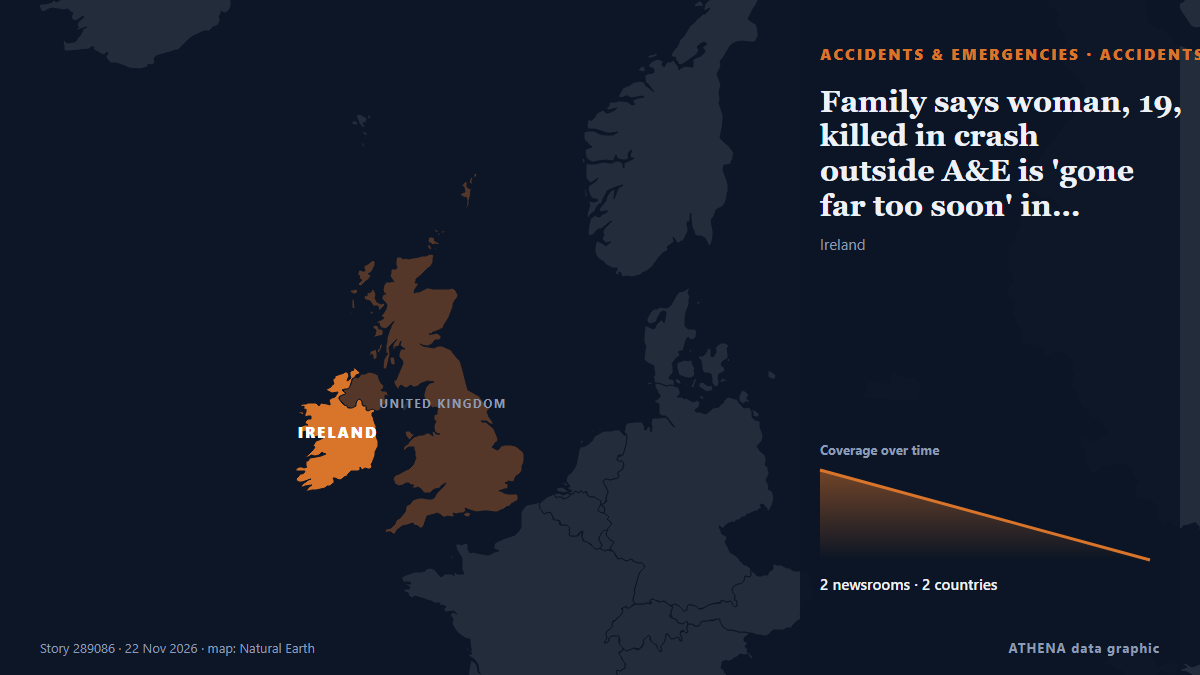 ACCIDENTS & EMERGENCIES · ACCIDENTS
Family says woman, 19,
killed in crash
outside A&E is 'gone
far too soon' in...
Ireland
UNITED KINGDOM
IRELAND
Coverage over time
2 newsrooms · 2 countries
Story 289086 · 22 Nov 2026 · map: Natural Earth
ATHENA data graphic